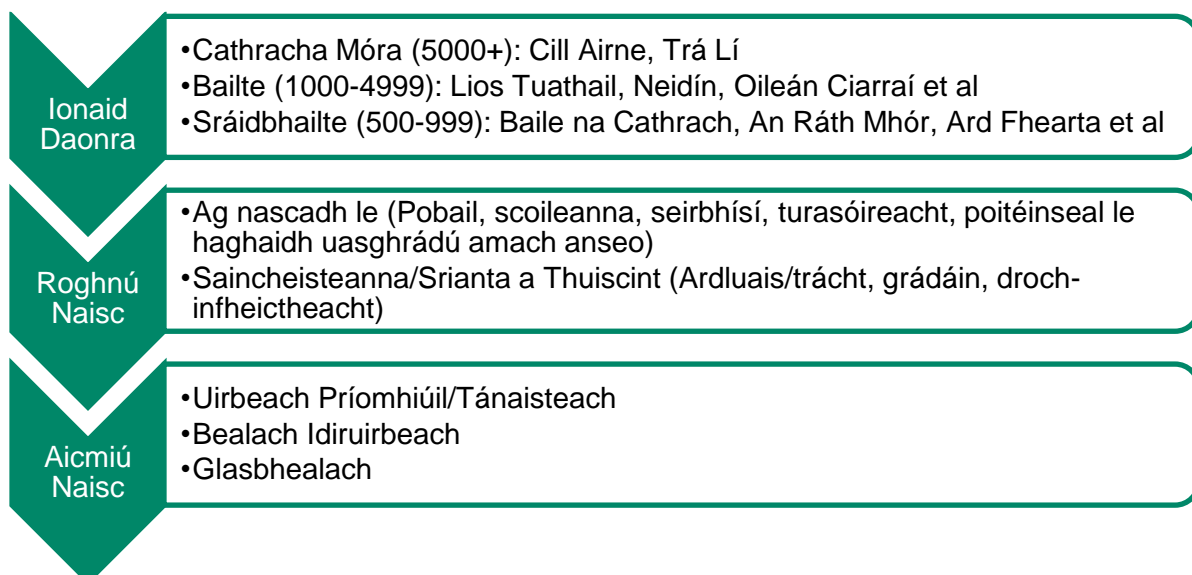 Ionaid
Daonra
•Cathracha Móra (5000+): Cill Airne, Trá Lí
•Bailte (1000-4999): Lios Tuathail, Neidín, Oileán Ciarraí et al
•Sráidbhailte (500-999): Baile na Cathrach, An Ráth Mhór, Ard Fhearta et al
Roghnú
Naisc
•Ag nascadh le (Pobail, scoileanna, seirbhísí, turasóireacht, poitéinseal le
haghaidh uasghrádú amach anseo)
•Saincheisteanna/Srianta a Thuiscint (Ardluais/trácht, grádáin, droch-
infheictheacht)
Aicmiú
Naisc
•Uirbeach Príomhiúil/Tánaisteach
•Bealach Idiruirbeach
•Glasbhealach